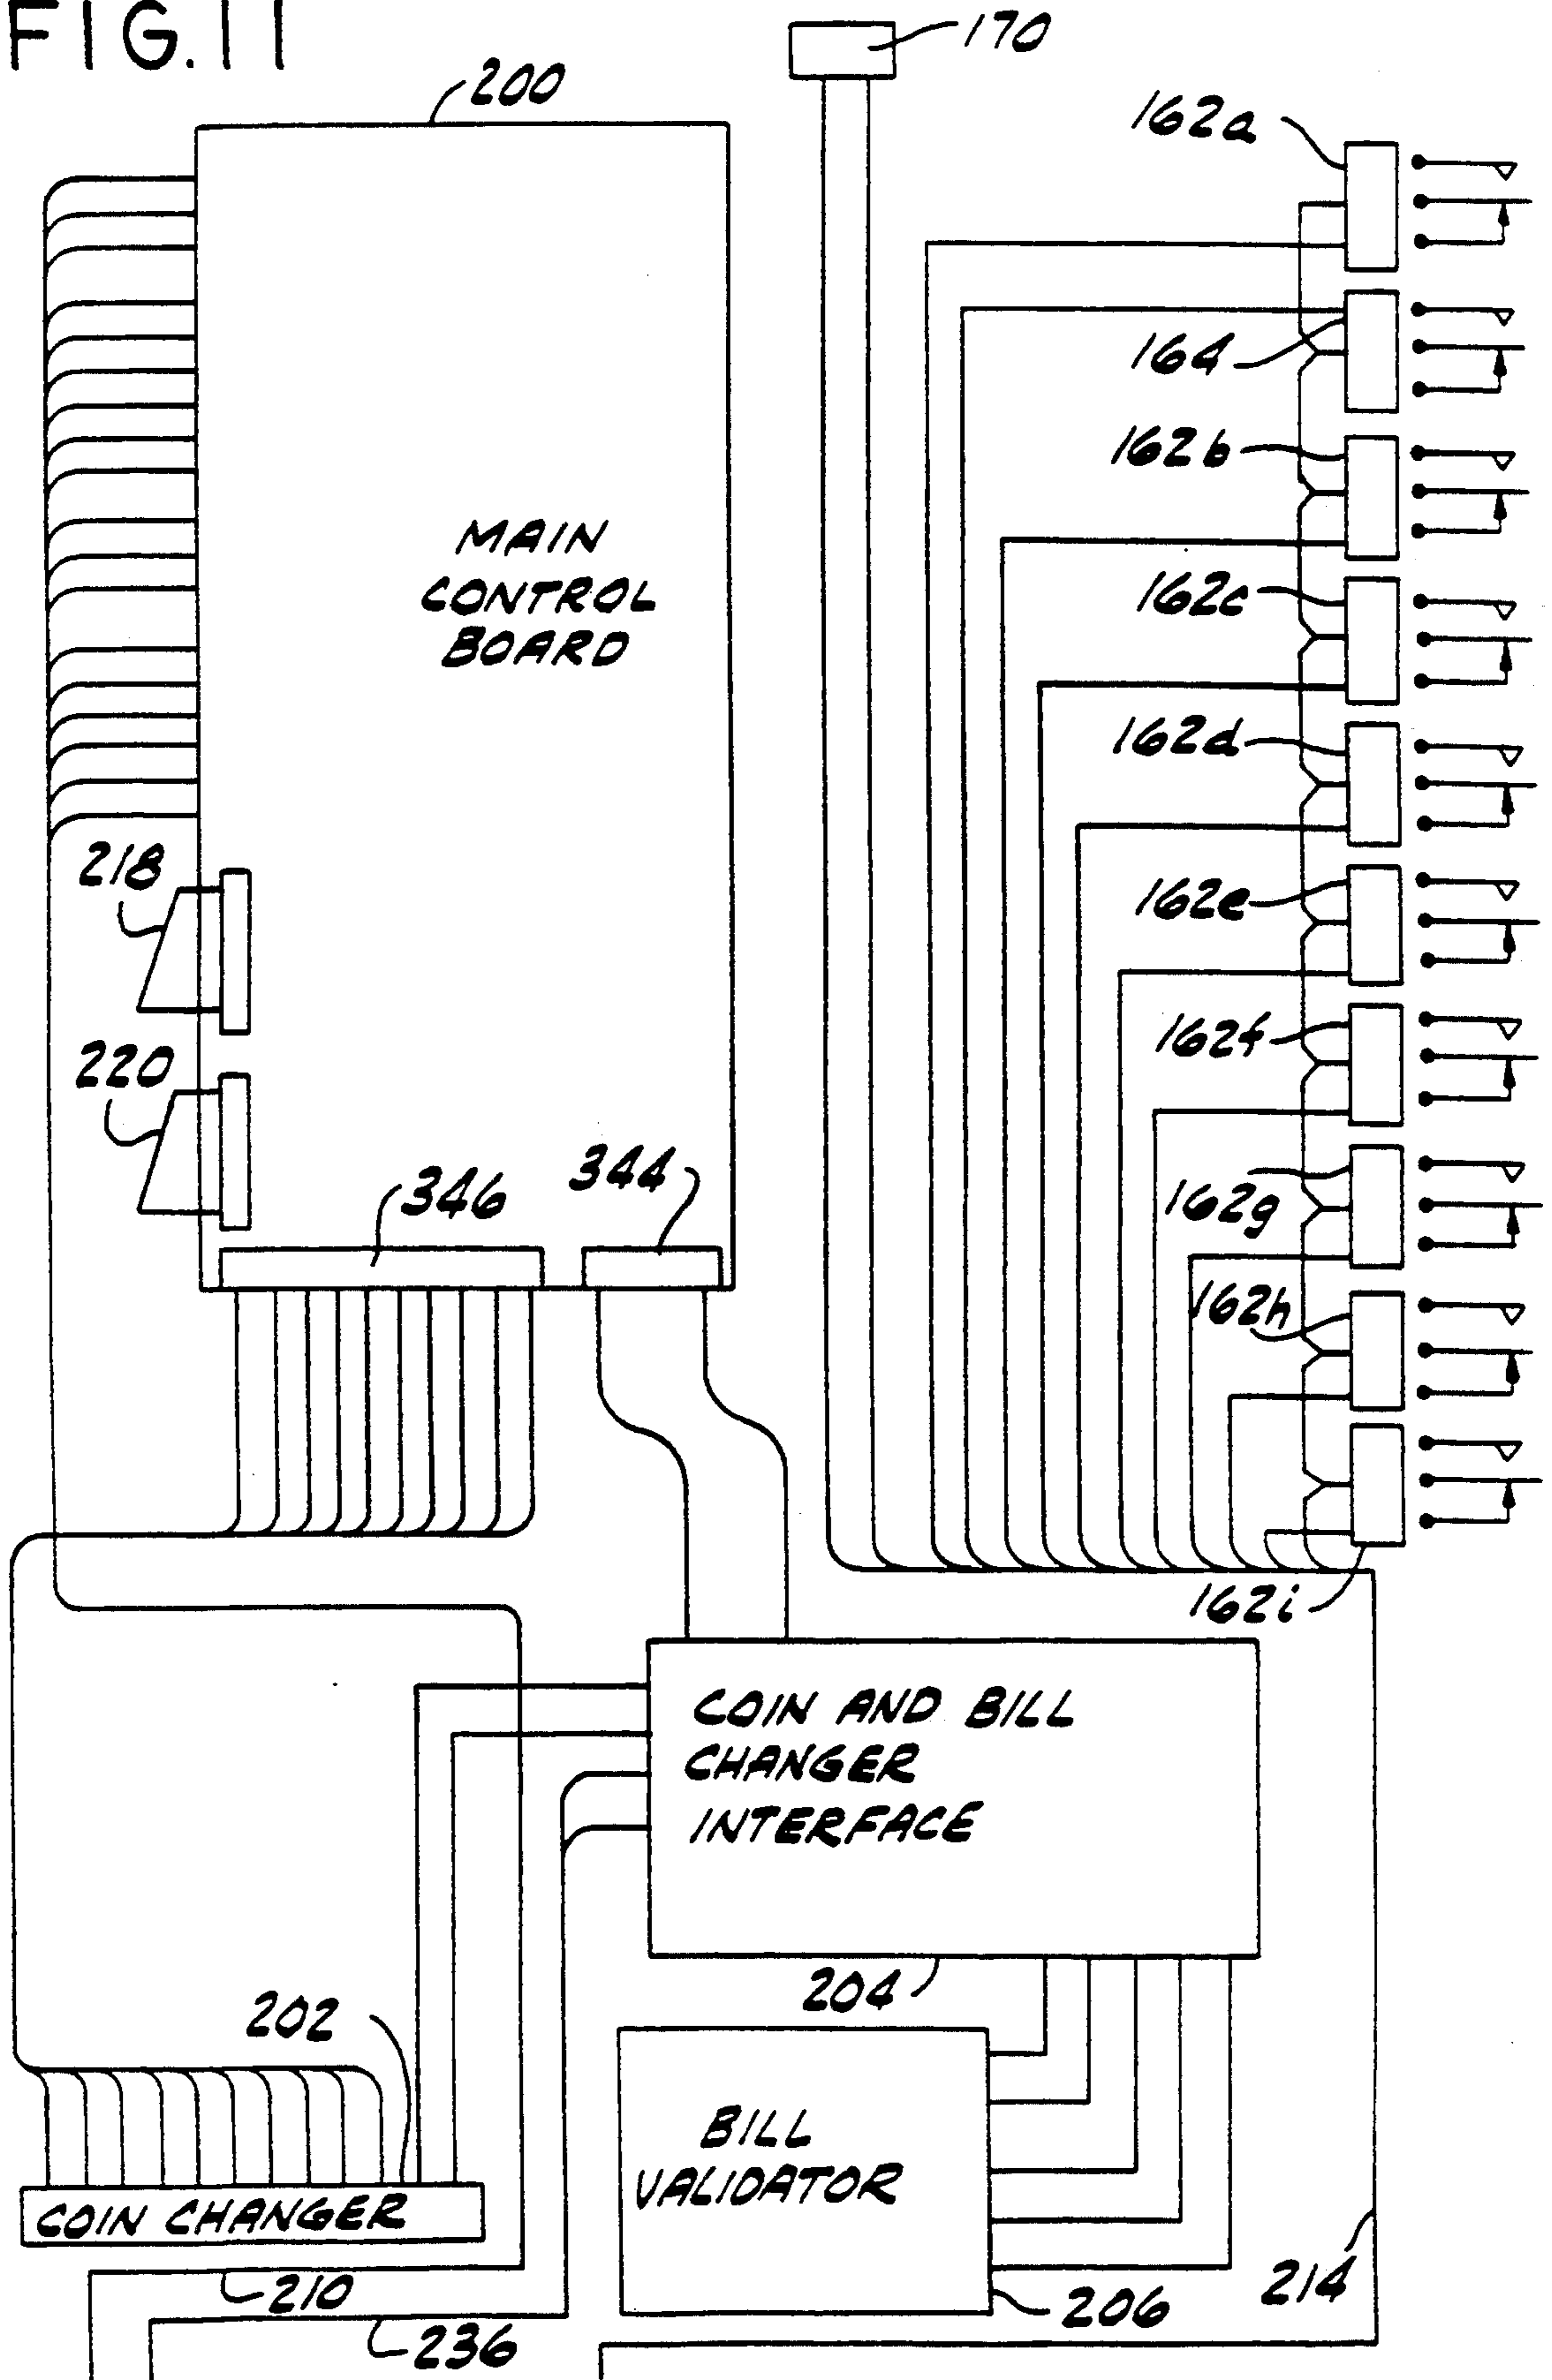 FIG.11
170
200
162a
164
162b
MAIN
CONTROL
BOARD
162c
162d
218
162e
162f
220
346
344
162g
162h
162i
COIN AND BILL
CHANGER
INTERFACE
204
202
BILL
VALIDATOR
COIN CHANGER
210
236
206
214